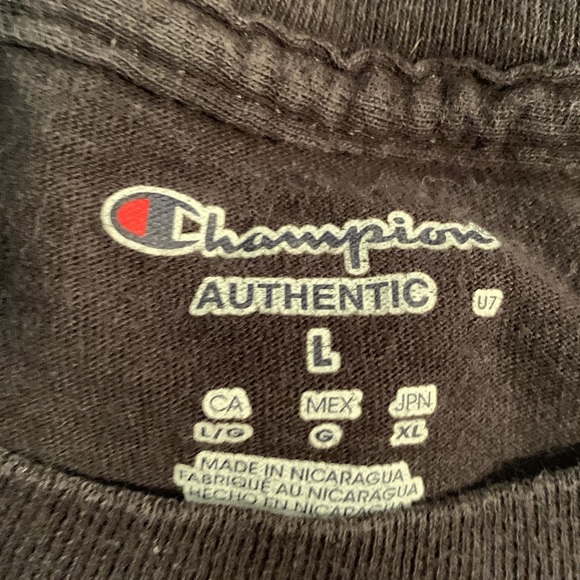 Champion
AUTHENTIC U7
L
CA MEX JPN
L/G G XL
MADE IN NICARAGUA
FABRIQUÉ AU NICARAGUA
HECHO EN NICARAGUA